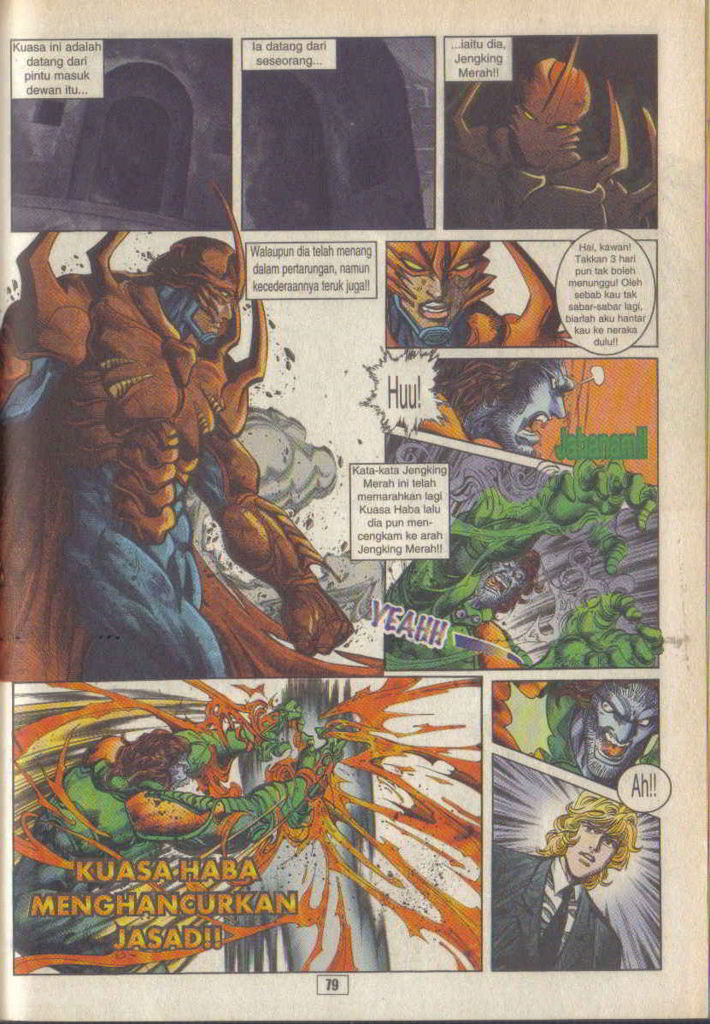 Kuasa ini adalah
datang dari
pintu masuk
dewan itu...
Ia datang dari
seseorang...
...iaitu dia,
Jengking
Merah!!
Walaupun dia telah menang
dalam pertarungan, namun
kecederaannya teruk juga!!
Hai, kawan!
Takkan 3 hari
pun tak boleh
menunggu! Oleh
sebab kau tak
sabar-sabar lagi,
biarlah aku hantar
kau ke neraka
dulu!!
Huu!
Jahanam!!
Kata-kata Jengking
Merah ini telah
memarahkan lagi
Kuasa Haba lalu
dia pun men-
cengkam ke arah
Jengking Merah!!
YEAHH
KUASA HABA
MENGHANCURKAN
JASAD!!
Ah!!
79